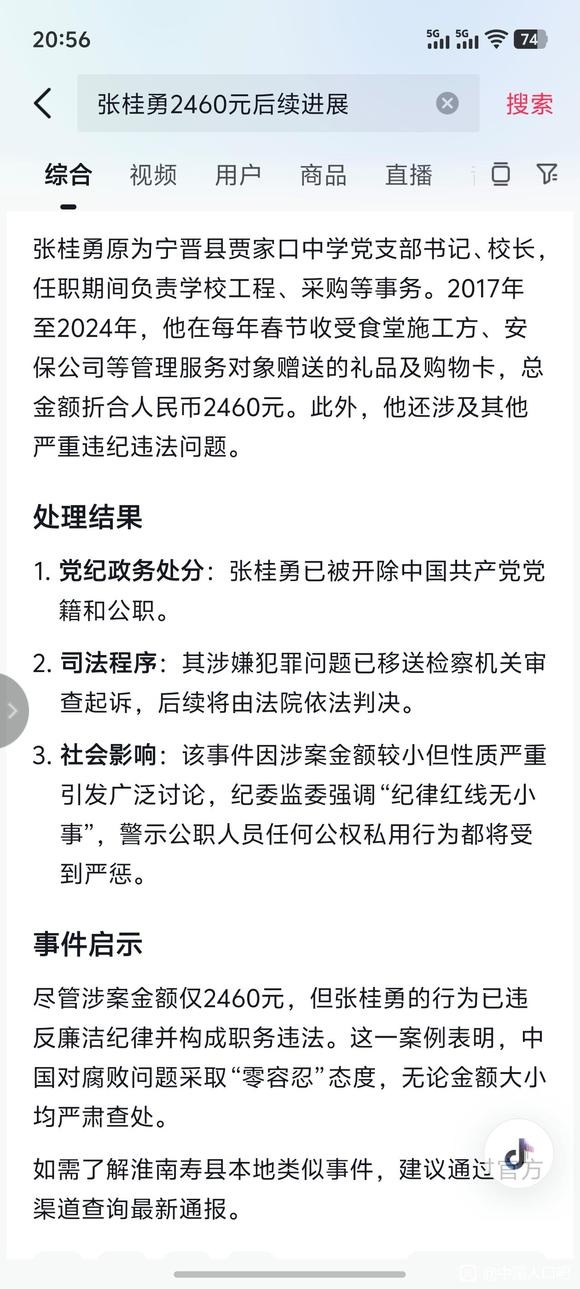 20:56
5G 5G 74
张桂勇2460元后续进展
搜索
综合 视频 用户 商品 直播
张桂勇原为宁晋县贾家口中学党支部书记、校长，
任职期间负责学校工程、采购等事务。2017年
至2024年，他在每年春节收受食堂施工方、安
保公司等管理服务对象赠送的礼品及购物卡，总
金额折合人民币2460元。此外，他还涉及其他
严重违纪违法问题。
处理结果
1. 党纪政务处分：张桂勇已被开除中国共产党党
籍和公职。
2. 司法程序：其涉嫌犯罪问题已移送检察机关审
查起诉，后续将由法院依法判决。
3. 社会影响：该事件因涉案金额较小但性质严重
引发广泛讨论，纪委监委强调“纪律红线无小
事”，警示公职人员任何公权私用行为都将受
到严惩。
事件启示
尽管涉案金额仅2460元，但张桂勇的行为已违
反廉洁纪律并构成职务违法。这一案例表明，中
国对腐败问题采取“零容忍”态度，无论金额大小
均严肃查处。
如需了解淮南寿县本地类似事件，建议通过官方
渠道查询最新通报。
@中国人口吧